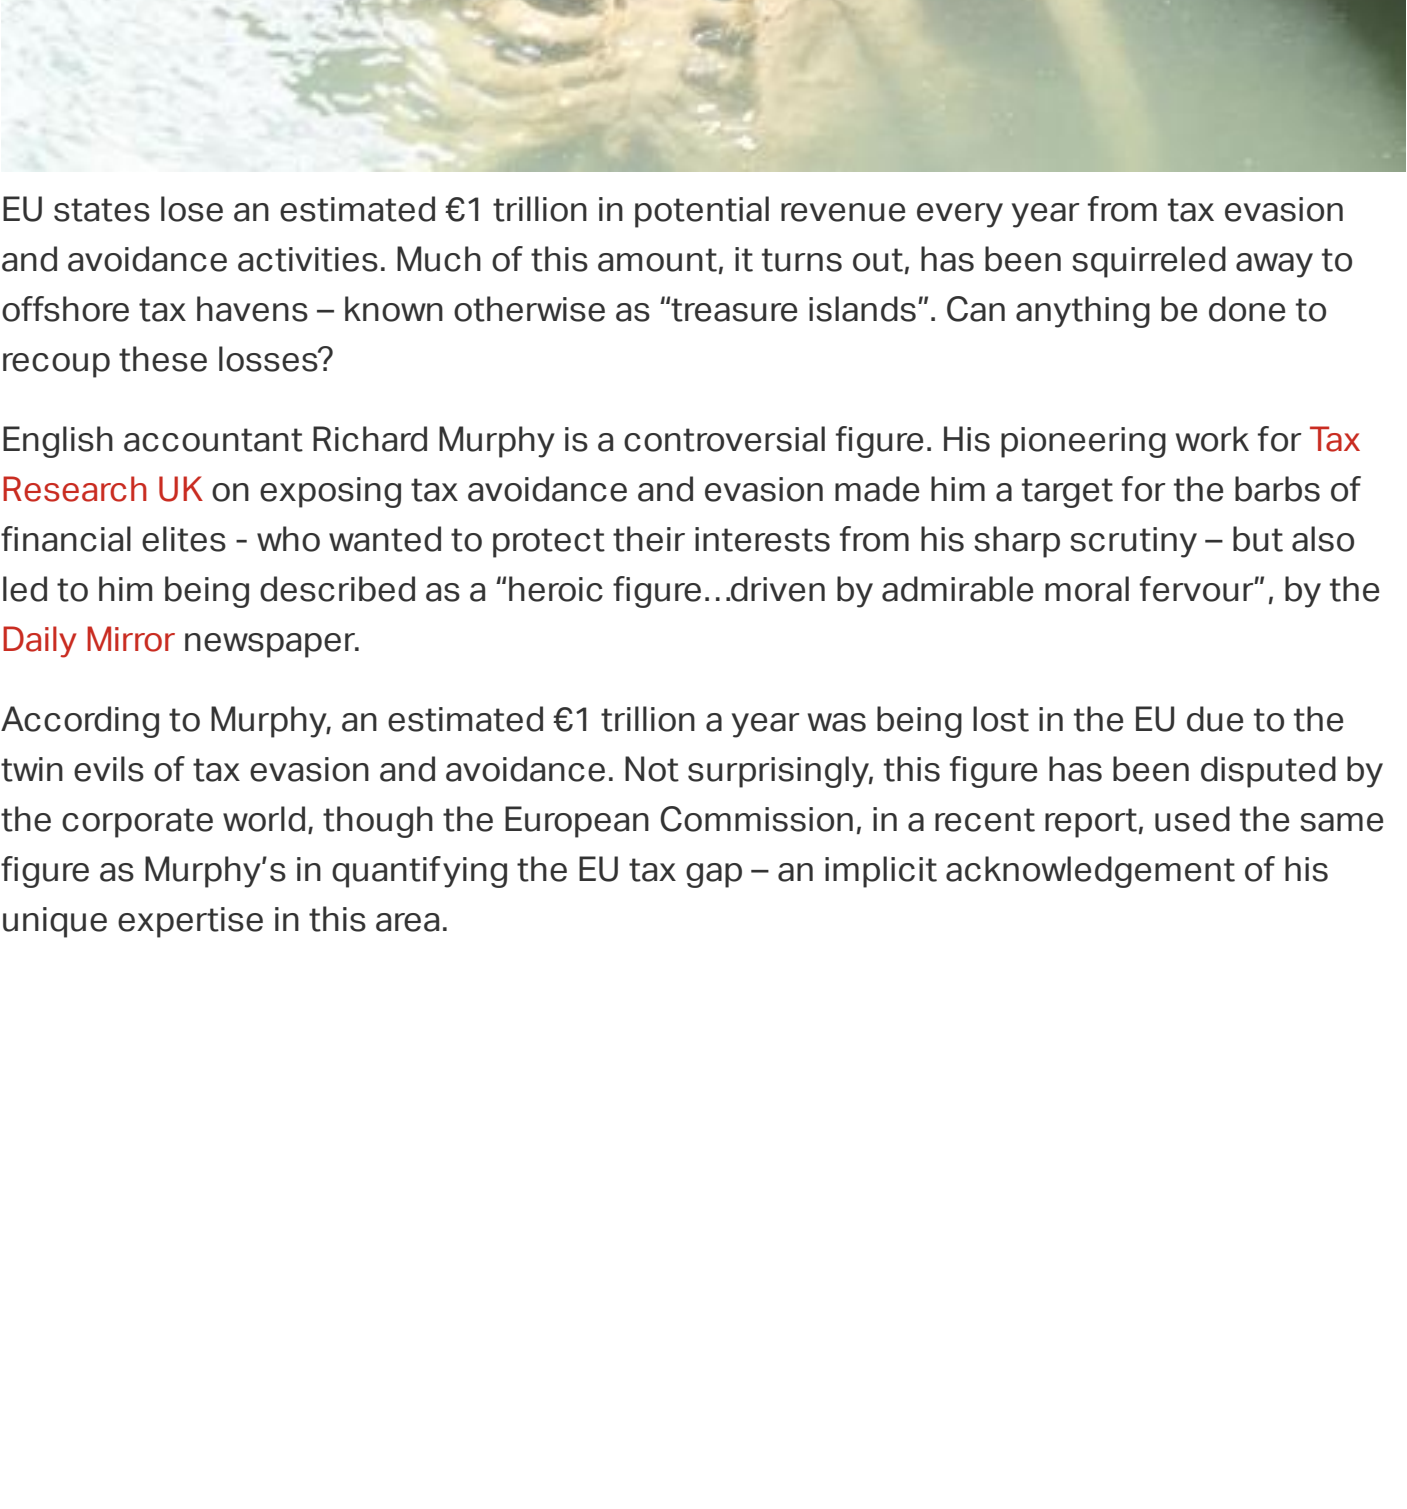 EU states lose an estimated €1 trillion in potential revenue every year from tax evasion
and avoidance activities. Much of this amount, it turns out, has been squirreled away to
offshore tax havens – known otherwise as “treasure islands”. Can anything be done to
recoup these losses?
English accountant Richard Murphy is a controversial figure. His pioneering work for Tax
Research UK on exposing tax avoidance and evasion made him a target for the barbs of
financial elites - who wanted to protect their interests from his sharp scrutiny – but also
led to him being described as a “heroic figure…driven by admirable moral fervour”, by the
Daily Mirror newspaper.
According to Murphy, an estimated €1 trillion a year was being lost in the EU due to the
twin evils of tax evasion and avoidance. Not surprisingly, this figure has been disputed by
the corporate world, though the European Commission, in a recent report, used the same
figure as Murphy’s in quantifying the EU tax gap – an implicit acknowledgement of his
unique expertise in this area.